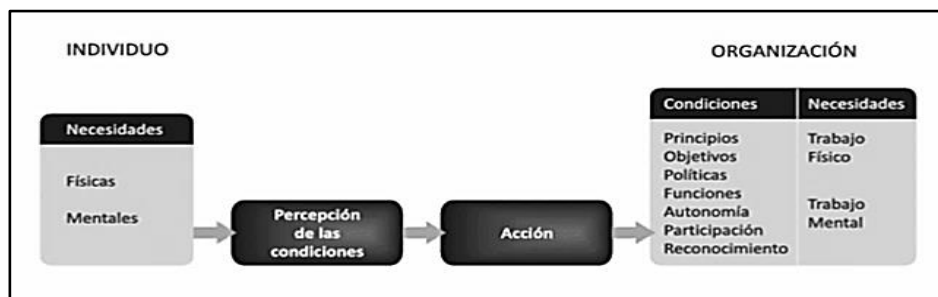 INDIVIDUO
Necesidades
Físicas
Mentales
Percepción
de las
condiciones
Acción
ORGANIZACIÓN
Condiciones
Principios
Objetivos
Políticas
Funciones
Autonomía
Participación
Reconocimiento
Necesidades
Trabajo
Físico
Trabajo
Mental